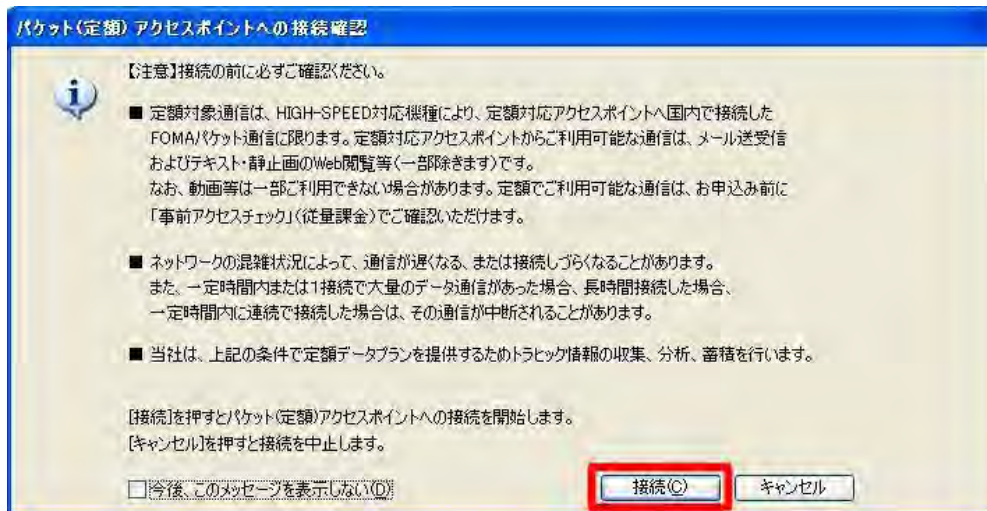 パケット(定額) アクセスポイントへの接続確認
【注意】接続の前に必ずご確認ください。
■ 定額対象通信は、HIGH-SPEED対応機種により、定額対応アクセスポイントへ国内で接続した
FOMAパケット通信に限ります。定額対応アクセスポイントからご利用可能な通信は、メール送受信
およびテキスト・静止画のWeb閲覧等(一部除きます)です。
なお、動画等は一部ご利用できない場合があります。定額でご利用可能な通信は、お申込み前に
「事前アクセスチェック」(従量課金)でご確認いただけます。
■ ネットワークの混雑状況によって、通信が遅くなる、または接続しづらくなることがあります。
また、一定時間内または1接続で大量のデータ通信があった場合、長時間接続した場合、
一定時間内に連続で接続した場合は、その通信が中断されることがあります。
■ 当社は、上記の条件で定額データプランを提供するためトラヒック情報の収集、分析、蓄積を行います。
[接続]を押すとパケット(定額)アクセスポイントへの接続を開始します。
[キャンセル]を押すと接続を中止します。
今後、このメッセージを表示しない(D) 接続(C) キャンセル